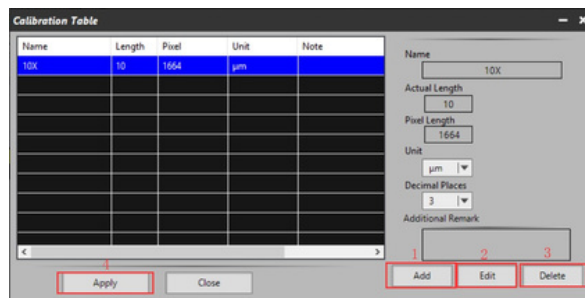 Calibration Table
Name Length Pixel Unit Note
10X 10 1664 μm
Name
10X
Actual Length
10
Pixel Length
1664
Unit
μm
Decimal Places
3
Additional Remark
4 1 2 3
Apply Close Add Edit Delete